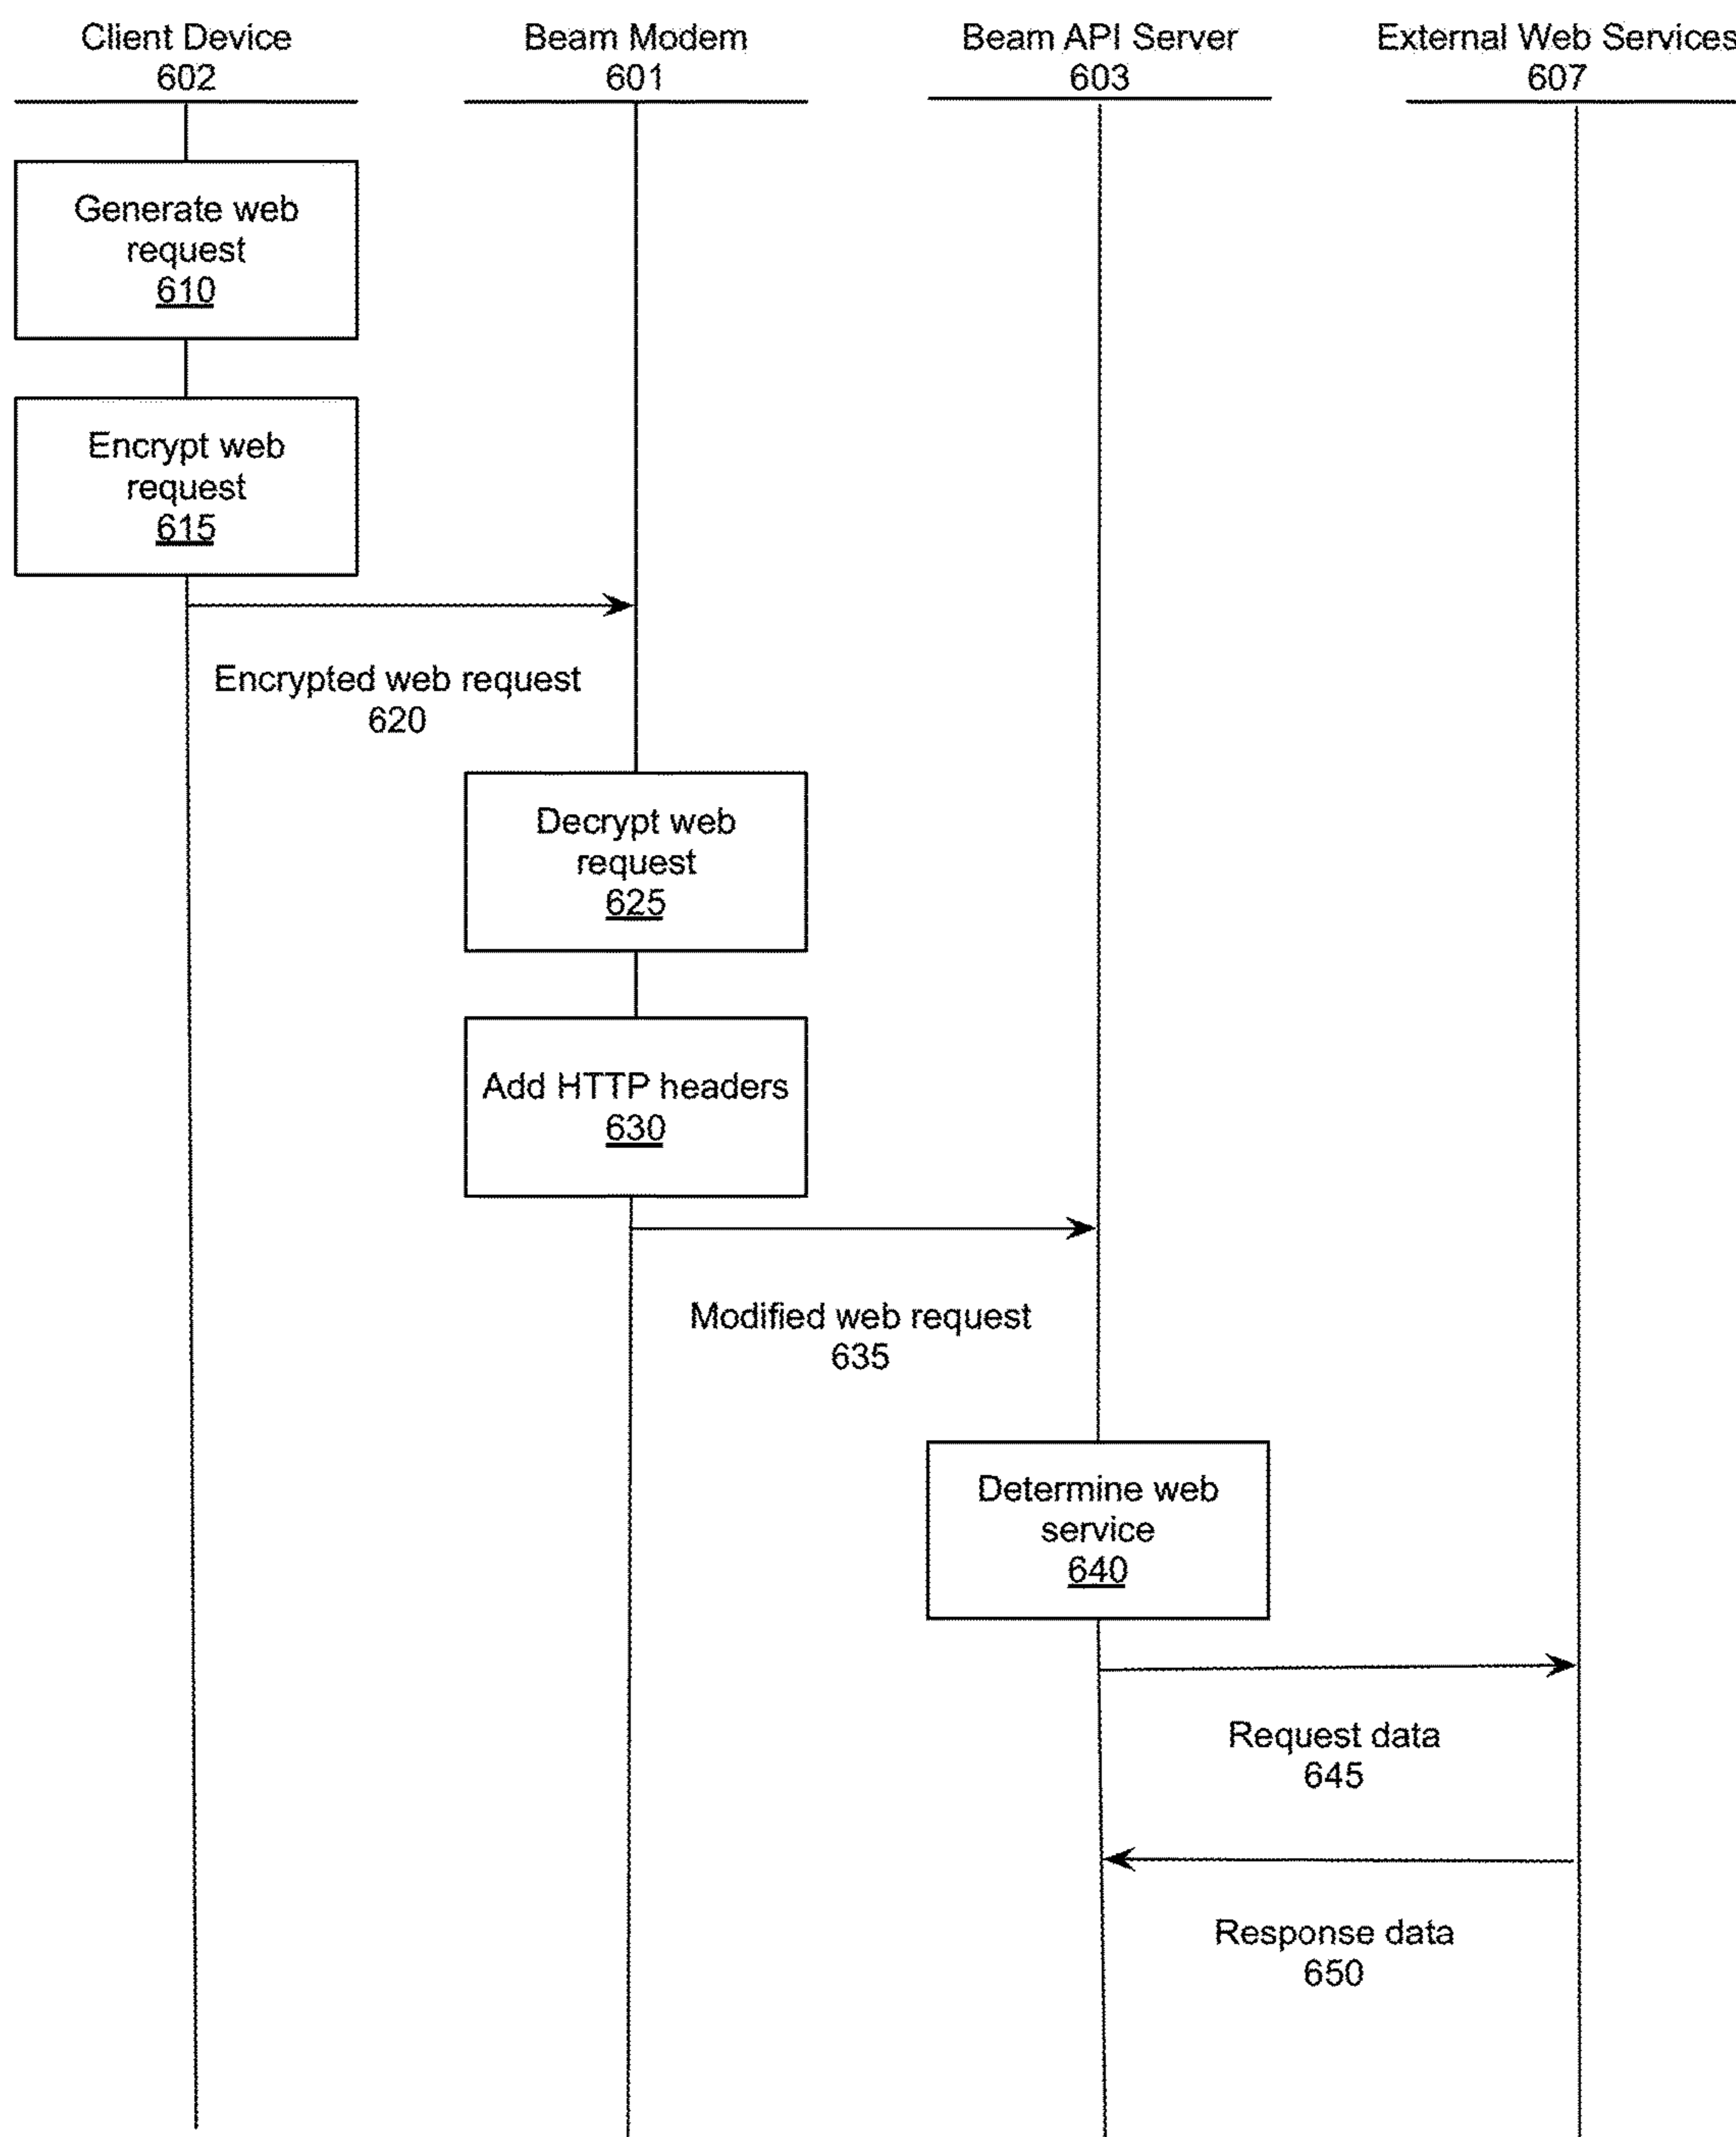 Client Device
602
Beam Modem
601
Beam API Server
603
External Web Services
607
Generate web
request
610
Encrypt web
request
615
Encrypted web request
620
Decrypt web
request
625
Add HTTP headers
630
Modified web request
635
Determine web
service
640
Request data
645
Response data
650